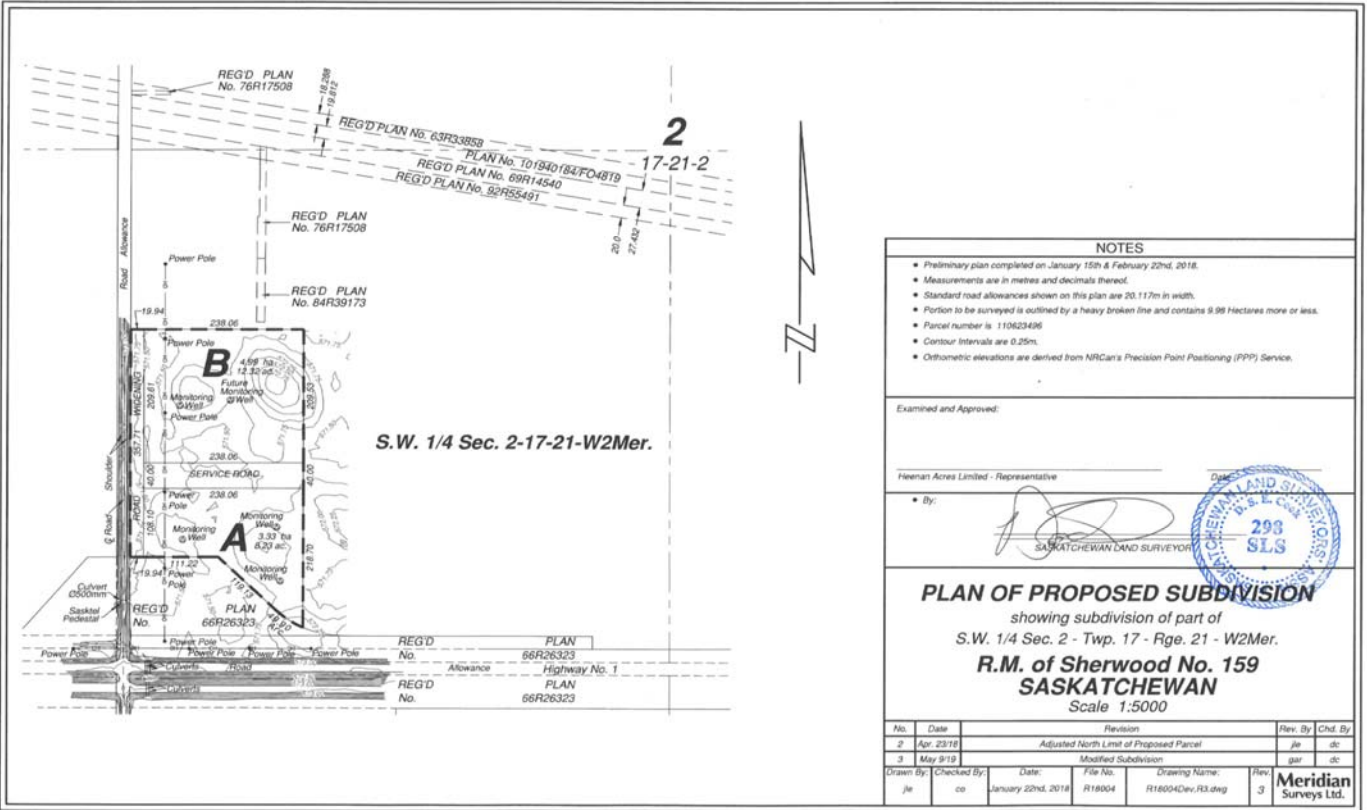 REG'D PLAN
No. 76R17508
18.288
19.812
REG'D PLAN No. 63R33858
PLAN No. 101940184/FO4819
REG'D PLAN No. 69R14540
REG'D PLAN No. 92R55491
2
17-21-2
20.0
27.432
REG'D PLAN
No. 76R17508
REG'D PLAN
No. 84R39173
Road Allowance
Power Pole
19.94
238.06
Power Pole
B
4.99 ha
12.32 ac.
Future
Monitoring
Well
Monitoring
Well
Power Pole
WIDENING
209.61
357.71
209.53
571.75
571.50
S.W. 1/4 Sec. 2-17-21-W2Mer.
238.06
SERVICE ROAD
40.00
40.00
238.06
Shoulder
Road
ROAD
108.10
Power
Pole
Monitoring
Well
Monitoring
Well
A
3.33 ha
8.23 ac.
Monitoring
Well
218.70
111.22
19.94
Power
Pole
119.13
49.90
A/C
Culvert
Ø500mm
Sasktel
Pedestal
REG'D PLAN
No. 66R26323
Power Pole
Power Pole
Power Pole
Power Pole
Power Pole
REG'D PLAN
No. 66R26323
Culverts
Road Allowance Highway No. 1
Culverts
REG'D PLAN
No. 66R26323
NOTES
• Preliminary plan completed on January 15th & February 22nd, 2018.
• Measurements are in metres and decimals thereof.
• Standard road allowances shown on this plan are 20.117m in width.
• Portion to be surveyed is outlined by a heavy broken line and contains 9.98 Hectares more or less.
• Parcel number is 110623496
• Contour Intervals are 0.25m.
• Orthometric elevations are derived from NRCan's Precision Point Positioning (PPP) Service.
Examined and Approved:
Heenan Acres Limited - Representative
Date
• By:
SASKATCHEWAN LAND SURVEYOR
SASKATCHEWAN LAND SURVEYORS' ASSOCIATION
D. S. E. Cook
298
SLS
PLAN OF PROPOSED SUBDIVISION
showing subdivision of part of
S.W. 1/4 Sec. 2 - Twp. 17 - Rge. 21 - W2Mer.
R.M. of Sherwood No. 159
SASKATCHEWAN
Scale 1:5000
No. Date Revision Rev. By Chd. By
2 Apr. 23/18 Adjusted North Limit of Proposed Parcel jle dc
3 May 9/19 Modified Subdivision gar dc
Drawn By: Checked By: Date: File No. Drawing Name: Rev.
jle co January 22nd, 2018 R18004 R18004Dev.R3.dwg 3
Meridian
Surveys Ltd.